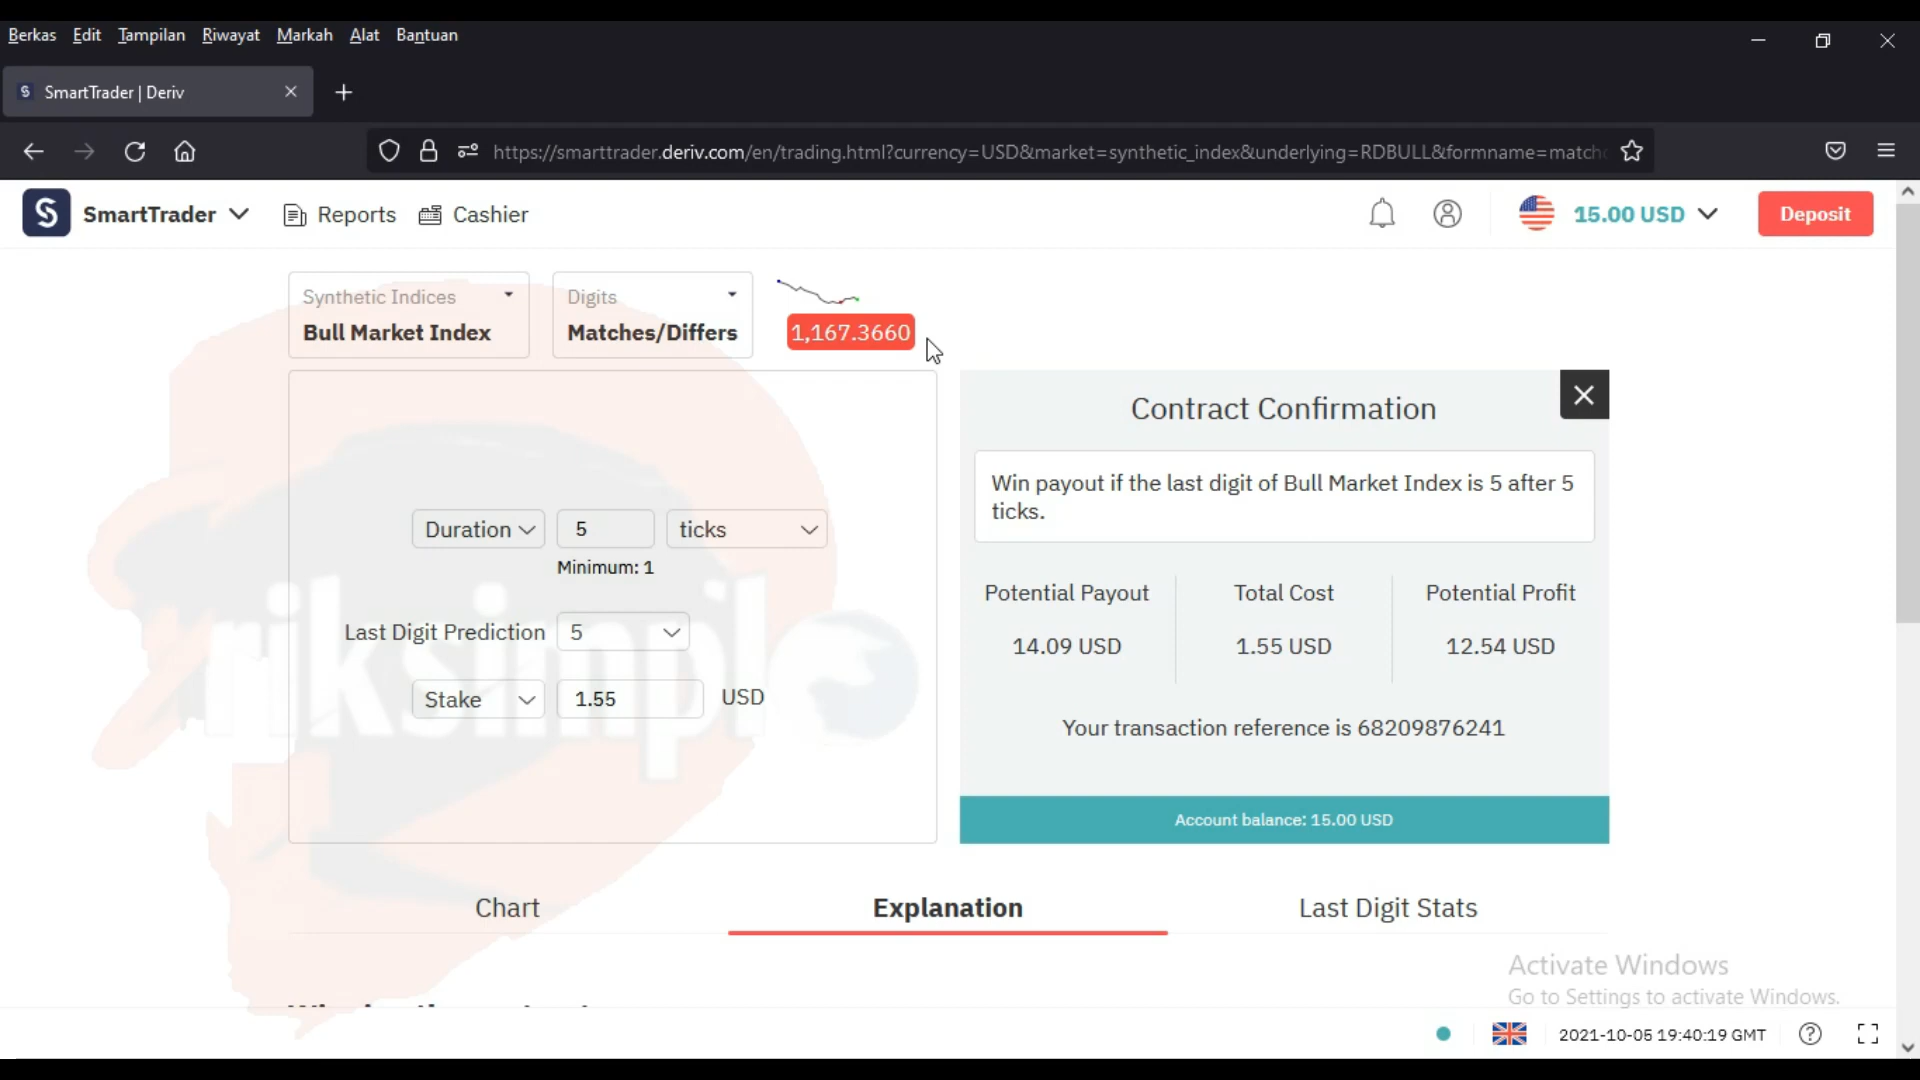 Berkas Edit Tampilan Riwayat Markah Alat Bantuan
SmartTrader | Deriv
https://smarttrader.deriv.com/en/trading.html?currency=USD&market=synthetic_index&underlying=RDBULL&formname=matc
SmartTrader Reports Cashier 15.00 USD Deposit
Synthetic Indices Digits
Bull Market Index Matches/Differs 1,167.3660
Contract Confirmation
Win payout if the last digit of Bull Market Index is 5 after 5
ticks.
Duration 5 ticks
Minimum: 1
Potential Payout Total Cost Potential Profit
14.09 USD 1.55 USD 12.54 USD
Last Digit Prediction 5
Stake 1.55 USD
Your transaction reference is 68209876241
Account balance: 15.00 USD
Chart Explanation Last Digit Stats
Activate Windows
Go to Settings to activate Windows.
2021-10-05 19:40:19 GMT